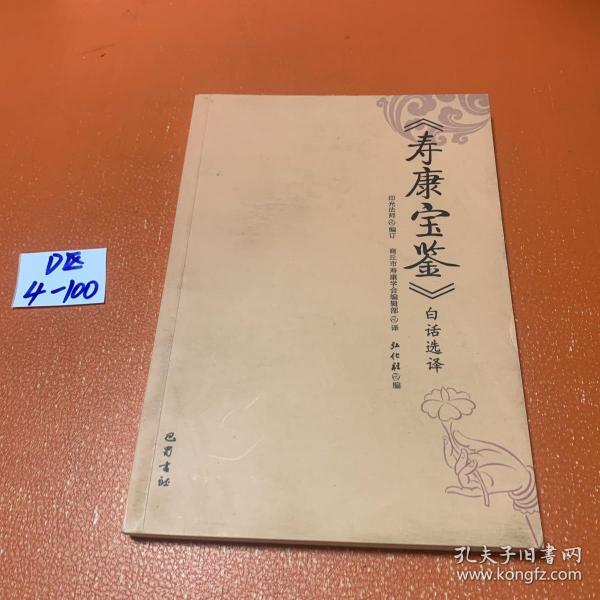 《寿康宝鉴》
白话选译
印光法师 编订
商丘市寿康学会编辑部 译
弘化社 编
巴蜀书社
D医
4-100
孔夫子旧书网
www.kongfz.com